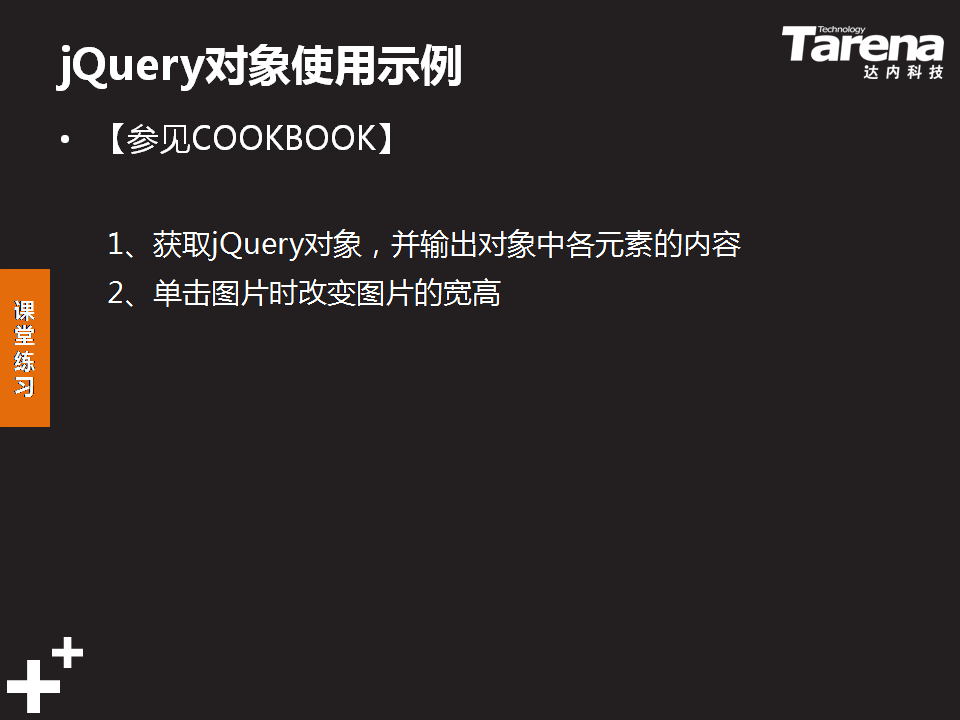 jQuery对象使用示例
Technology
Tarena
达内科技
• 【参见COOKBOOK】
1、获取jQuery对象，并输出对象中各元素的内容
2、单击图片时改变图片的宽高
课
堂
练
习